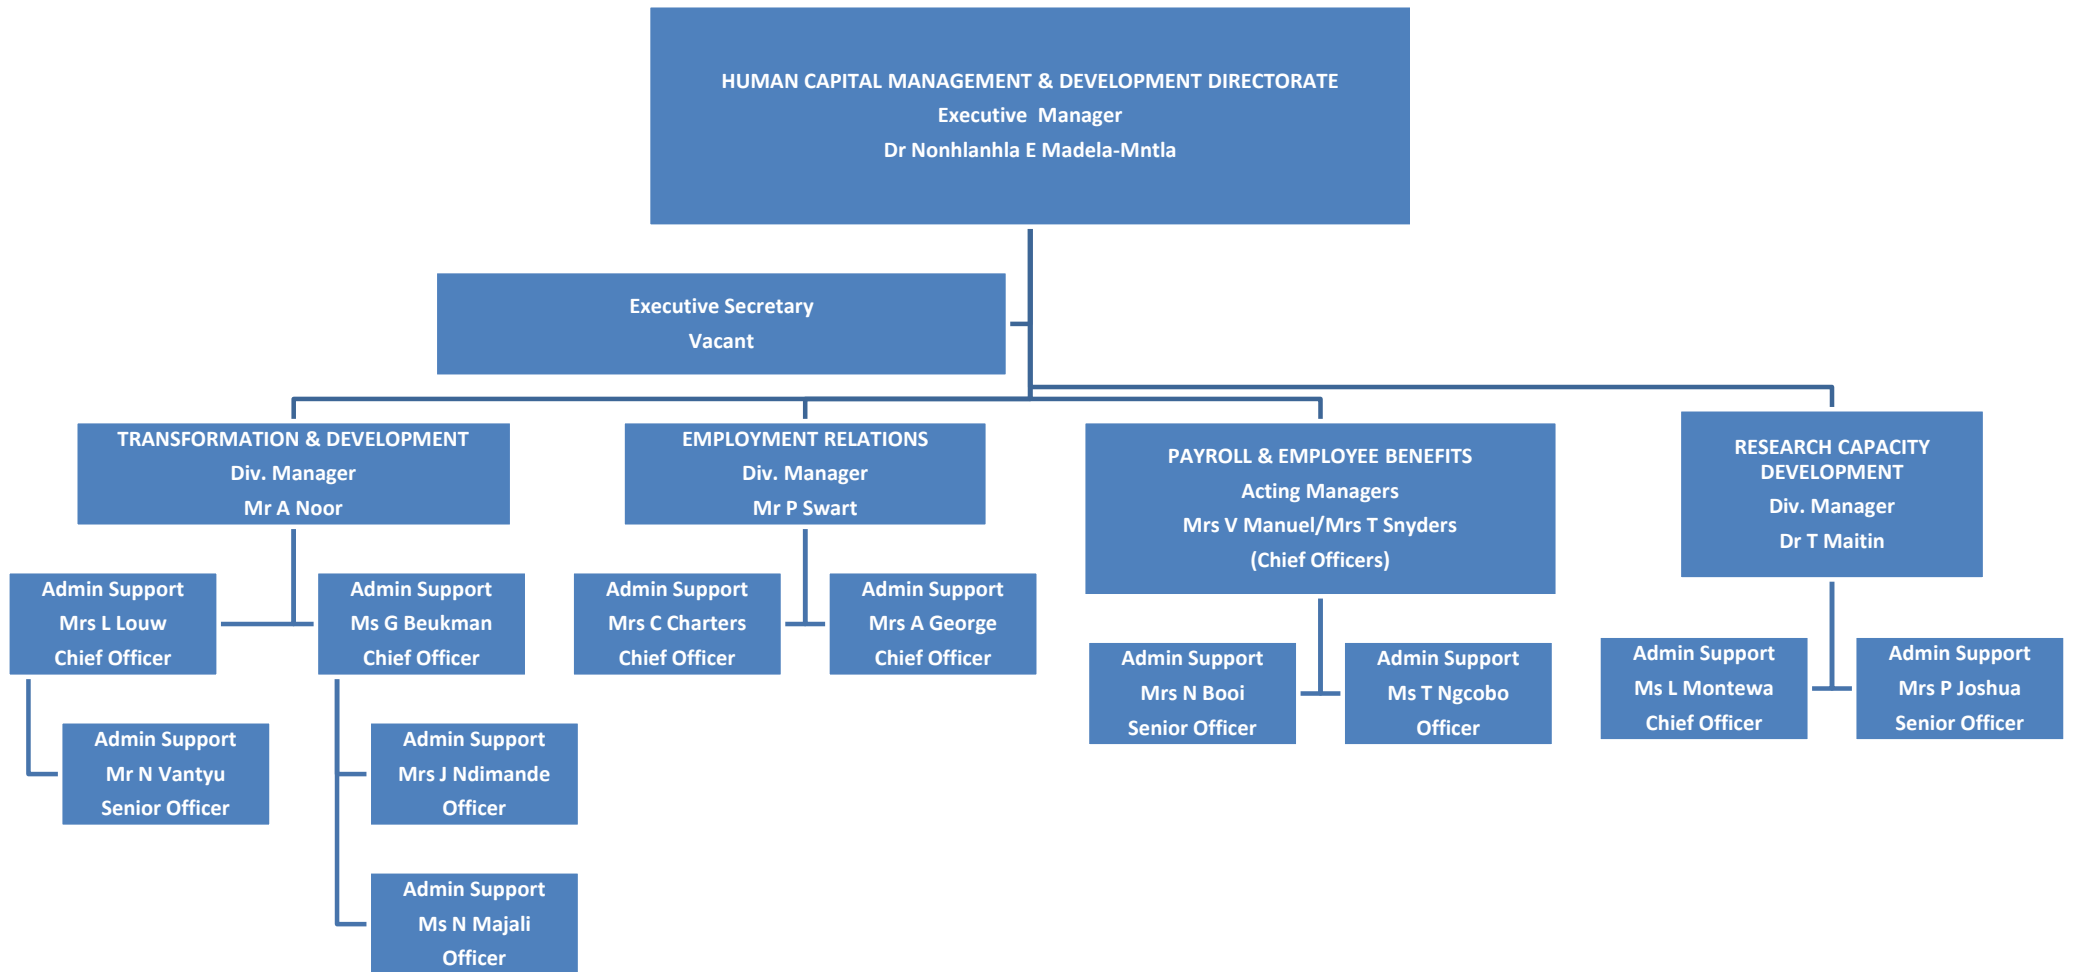 HUMAN CAPITAL MANAGEMENT & DEVELOPMENT DIRECTORATE
Executive  Manager
Dr Nonhlanhla E Madela-Mntla
Executive Secretary
Vacant
TRANSFORMATION & DEVELOPMENT
Div. Manager
Mr A Noor
EMPLOYMENT RELATIONS
Div. Manager
Mr P Swart
PAYROLL & EMPLOYEE BENEFITS
Acting Managers
Mrs V Manuel/Mrs T Snyders
(Chief Officers)
RESEARCH CAPACITY
DEVELOPMENT
Div. Manager
Dr T Maitin
Admin Support
Mrs L Louw
Chief Officer
Admin Support
Ms G Beukman
Chief Officer
Admin Support
Mrs C Charters
Chief Officer
Admin Support
Mrs A George
Chief Officer
Admin Support
Mrs N Booi
Senior Officer
Admin Support
Ms T Ngcobo
Officer
Admin Support
Ms L Montewa
Chief Officer
Admin Support
Mrs P Joshua
Senior Officer
Admin Support
Mr N Vantyu
Senior Officer
Admin Support
Mrs J Ndimande
Officer
Admin Support
Ms N Majali
Officer